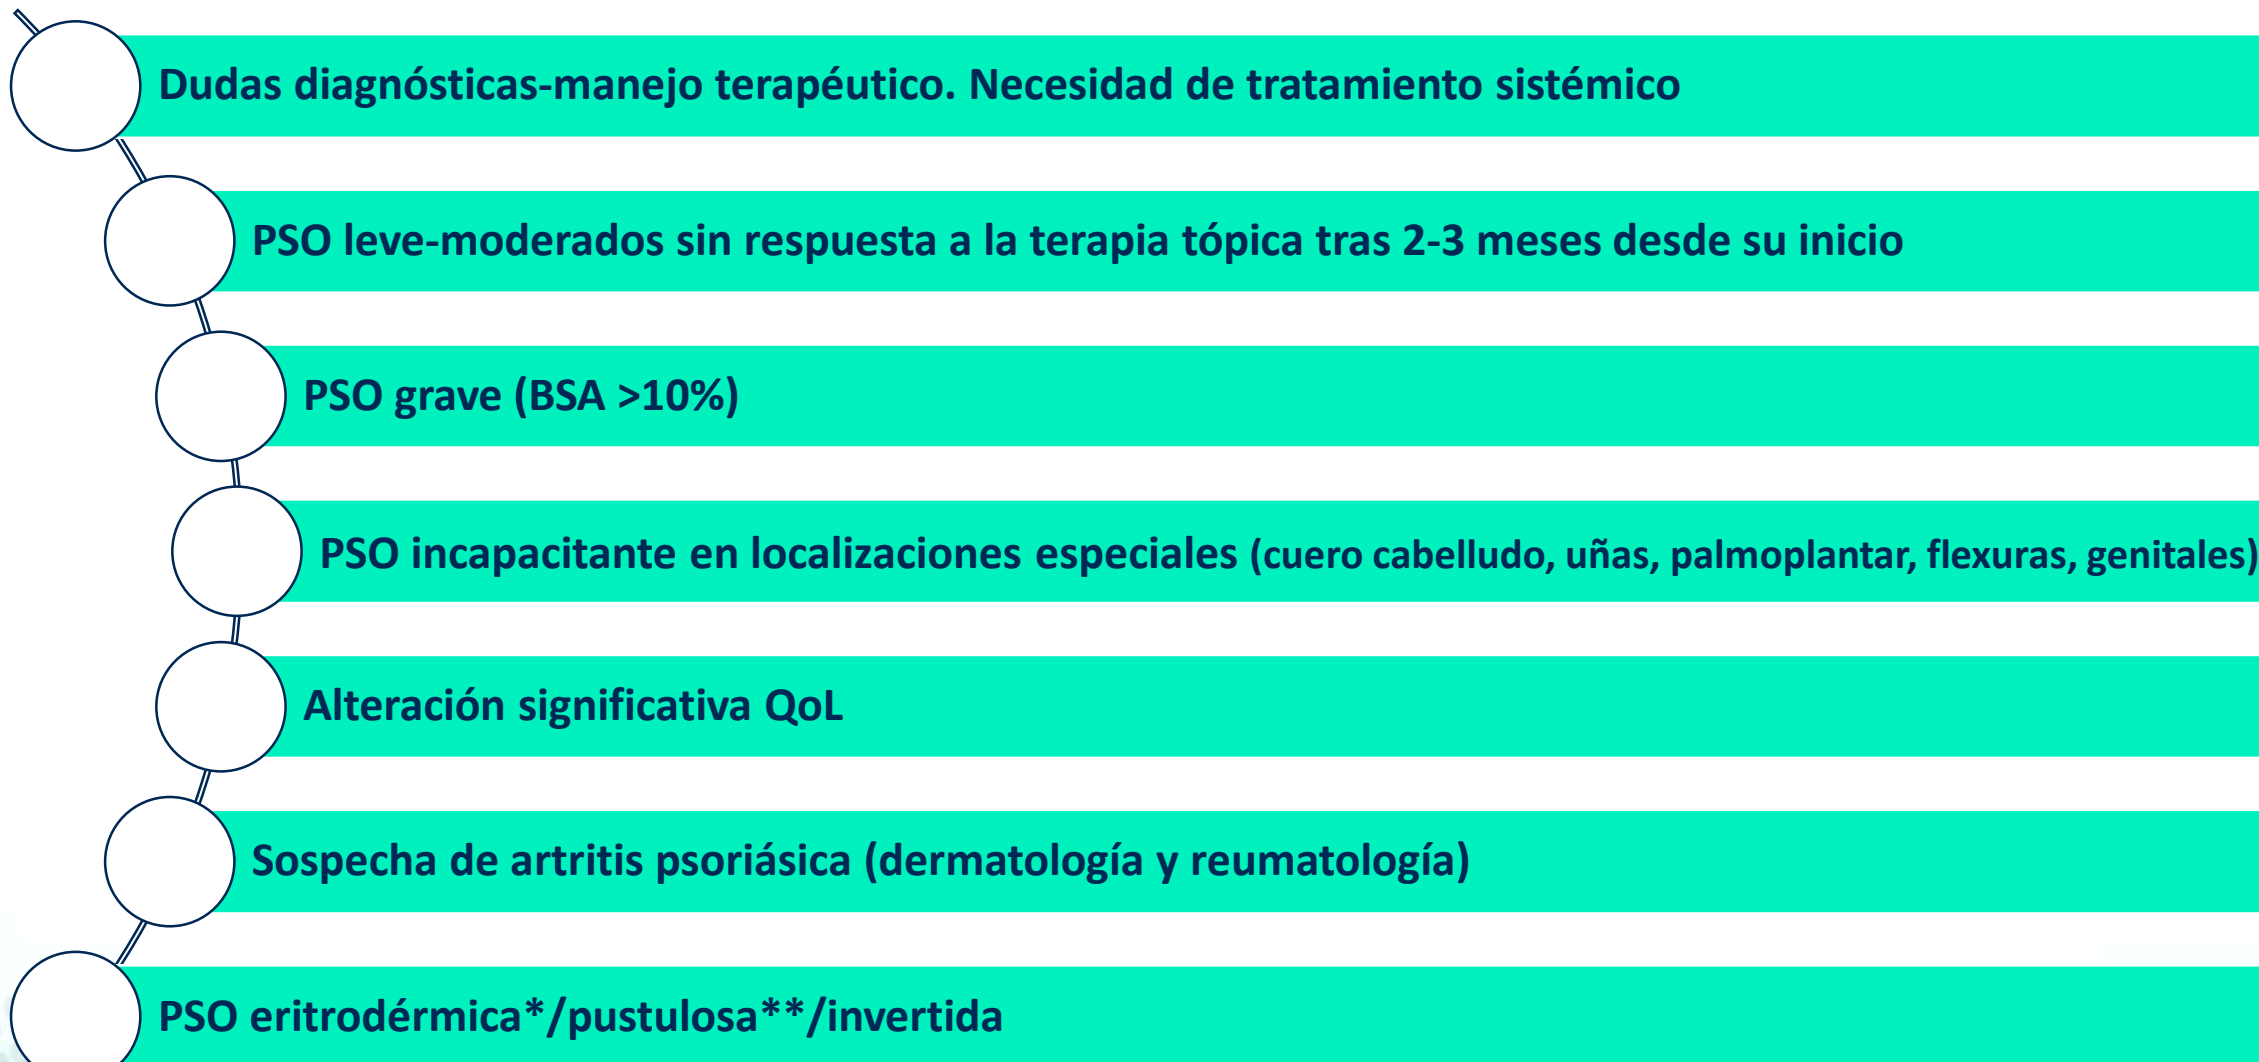 Dudas diagnósticas-manejo terapéutico. Necesidad de tratamiento sistémico
PSO leve-moderados sin respuesta a la terapia tópica tras 2-3 meses desde su inicio
PSO grave (BSA >10%)
PSO incapacitante en localizaciones especiales (cuero cabelludo, uñas, palmoplantar, flexuras, genitales)
Alteración significativa QoL
Sospecha de artritis psoriásica (dermatología y reumatología)
PSO eritrodérmica*/pustulosa**/invertida